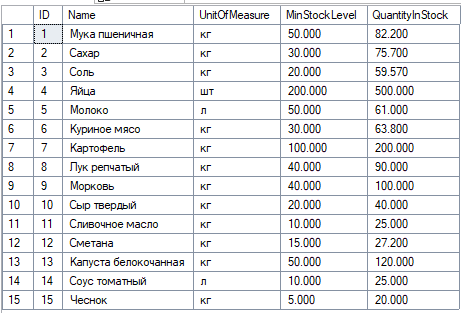 ID Name UnitOfMeasure MinStockLevel QuantityInStock
1 1 Мука пшеничная кг 50.000 82.200
2 2 Сахар кг 30.000 75.700
3 3 Соль кг 20.000 59.570
4 4 Яйца шт 200.000 500.000
5 5 Молоко л 50.000 61.000
6 6 Куриное мясо кг 30.000 63.800
7 7 Картофель кг 100.000 200.000
8 8 Лук репчатый кг 40.000 90.000
9 9 Морковь кг 40.000 100.000
10 10 Сыр твердый кг 20.000 40.000
11 11 Сливочное масло кг 10.000 25.000
12 12 Сметана кг 15.000 27.200
13 13 Капуста белокочанная кг 50.000 120.000
14 14 Соус томатный л 10.000 25.000
15 15 Чеснок кг 5.000 20.000